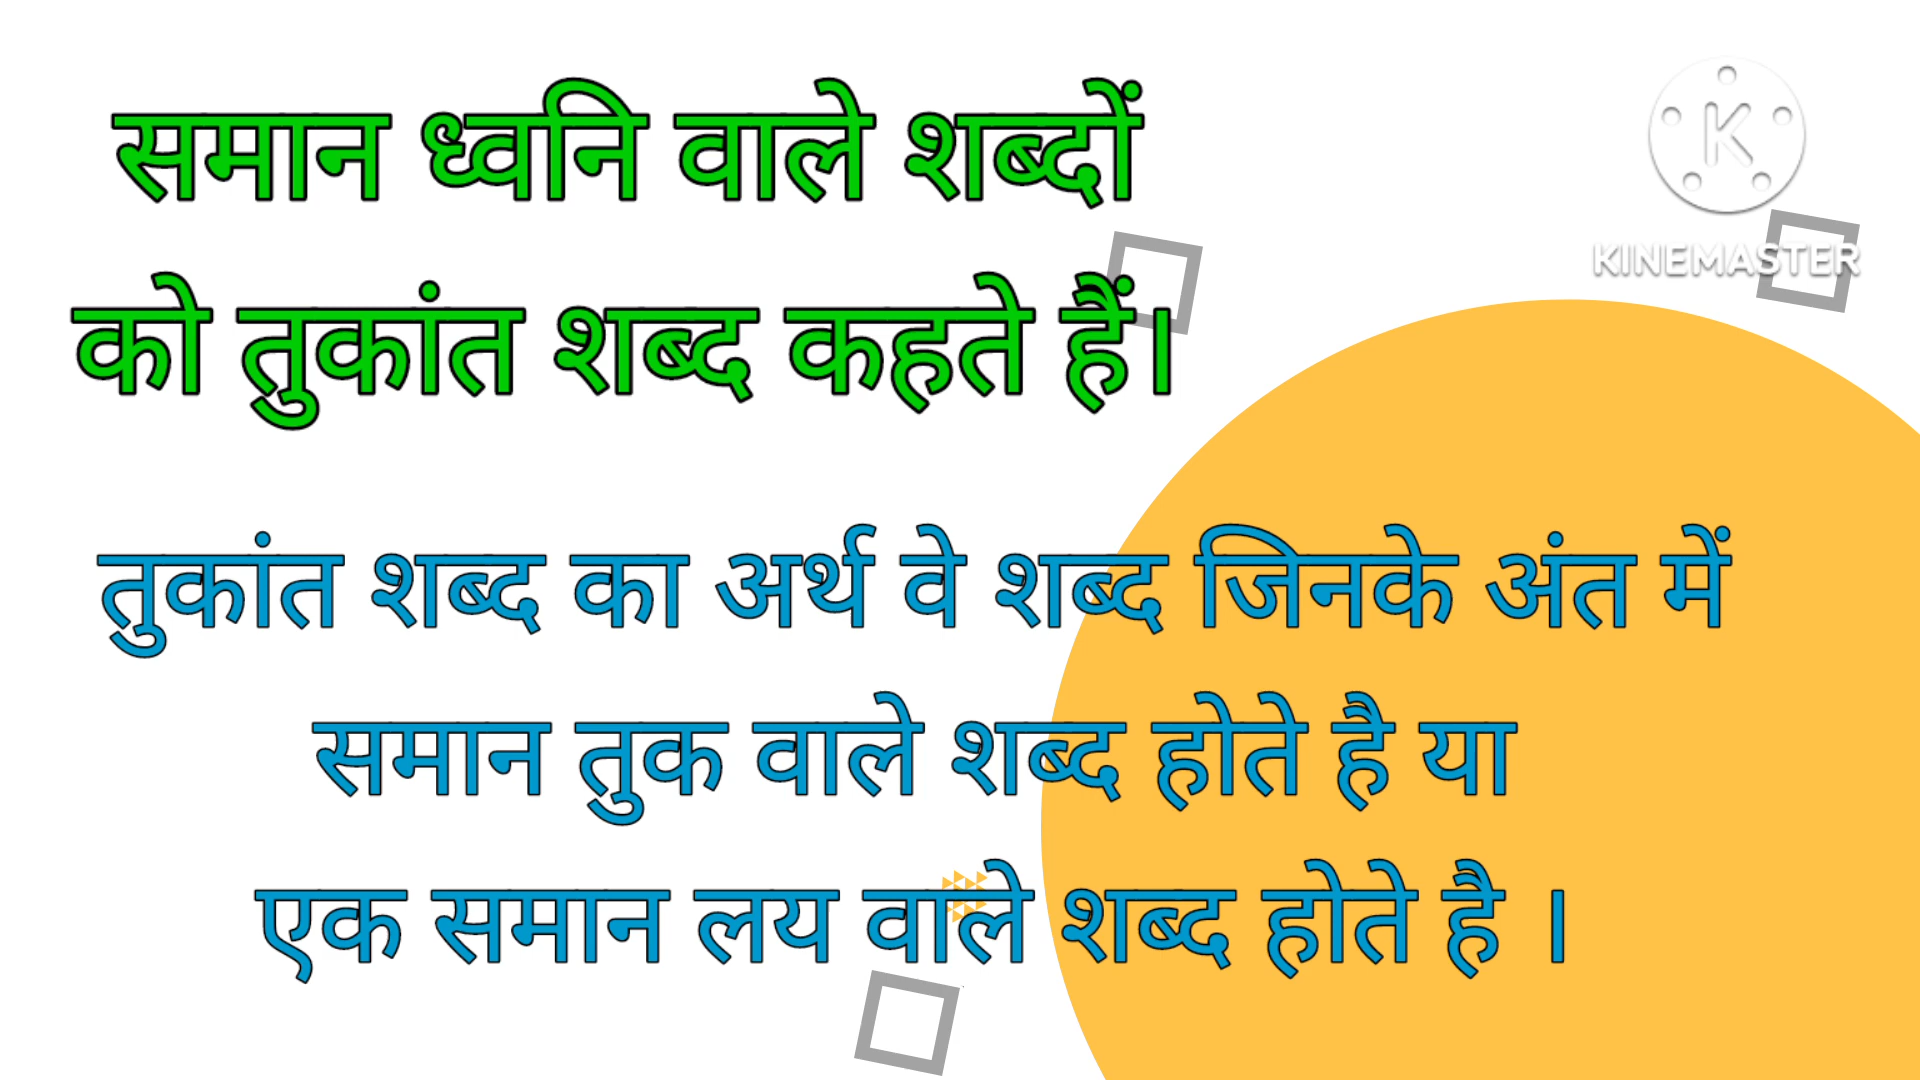 समान ध्वनि वाले शब्दों
KINEMASTER
को तुकांत शब्द कहते हैं।
तुकांत शब्द का अर्थ वे शब्द जिनके अंत में
समान तुक वाले शब्द होते है या
एक समान लय वाले शब्द होते है ।